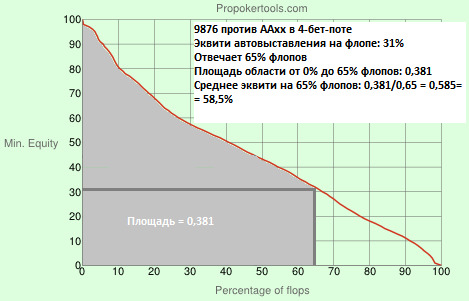 Propokertools.com
9876 против ААхх в 4-бет-поте
Эквити автовыставления на флопе: 31%
Отвечает 65% флопов
Площадь области от 0% до 65% флопов: 0,381
Среднее эквити на 65% флопов: 0,381/0,65 = 0,585=
= 58,5%
100
90
80
70
60
Min. Equity
50
40
30
20
10
0
Площадь = 0,381
0 10 20 30 40 50 60 70 80 90 100
Percentage of flops